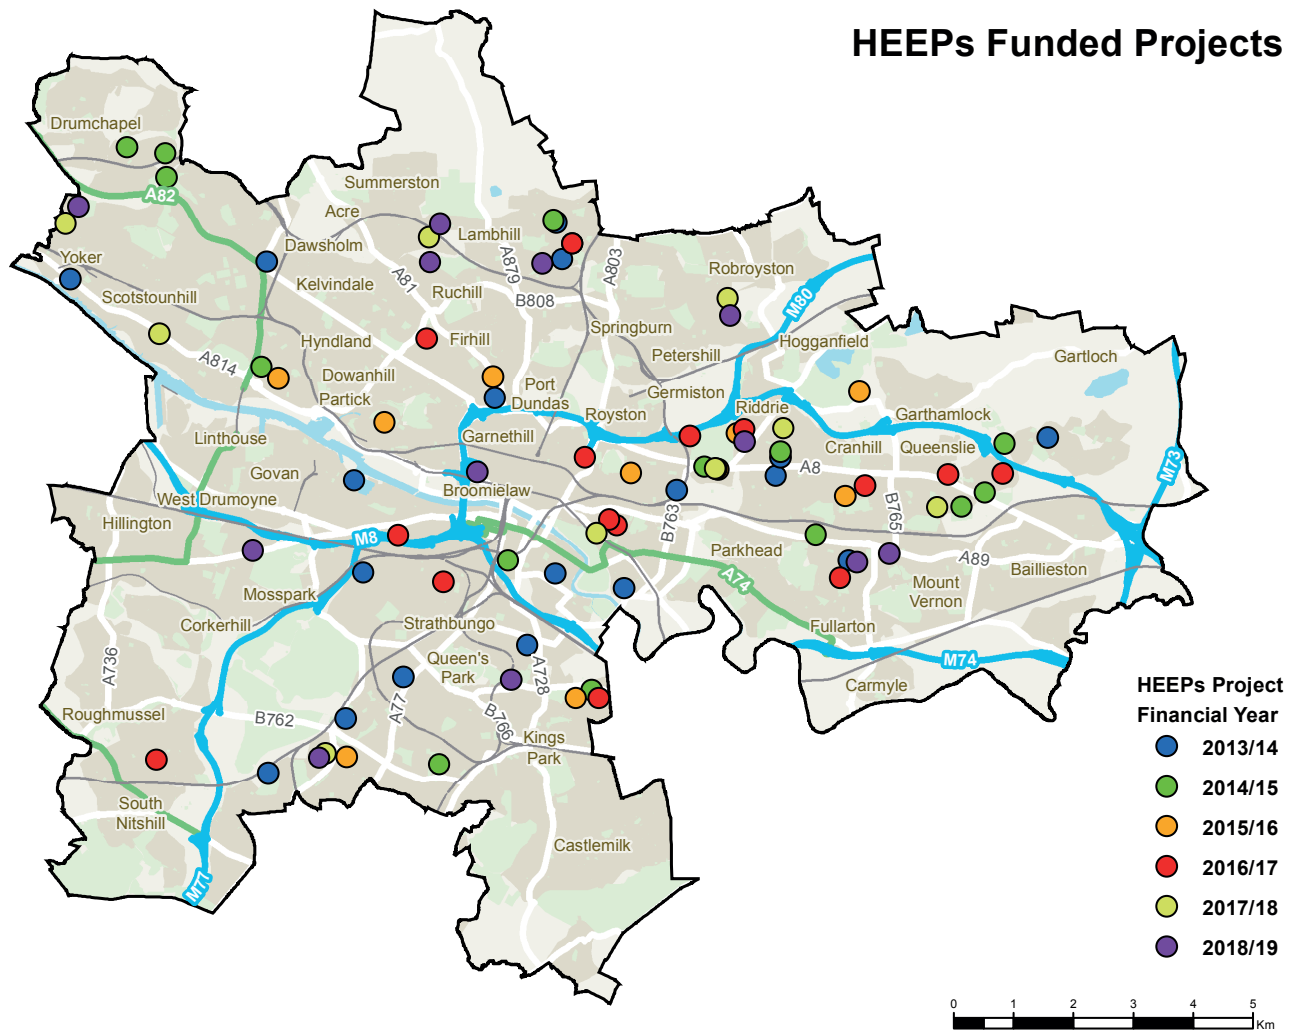 HEEPs Funded Projects
Drumchapel
A82
Summerston
Acre
Lambhill
Dawsholm
Yoker
Kelvindale
A81
A879
A803
Robroyston
Scotstounhill
Ruchill
B808
M80
Springburn
Hogganfield
Hyndland
Firhill
Petershill
Gartloch
A814
Dowanhill
Port
Dundas
Germiston
Partick
Royston
Riddrie
Garthamlock
Linthouse
Garnethill
Cranhill
Queenslie
Govan
A8
M73
West Drumoyne
Broomielaw
Hillington
B763
B765
M8
Parkhead
A89
Baillieston
A74
Mount
Vernon
Mosspark
Corkerhill
Strathbungo
Fullarton
A736
Queen's
Park
A728
M74
Carmyle
A77
Roughmussel
B762
B766
Kings
Park
South
Nitshill
Castlemilk
M77
HEEPs Project
Financial Year
2013/14
2014/15
2015/16
2016/17
2017/18
2018/19
0 1 2 3 4 5
Km